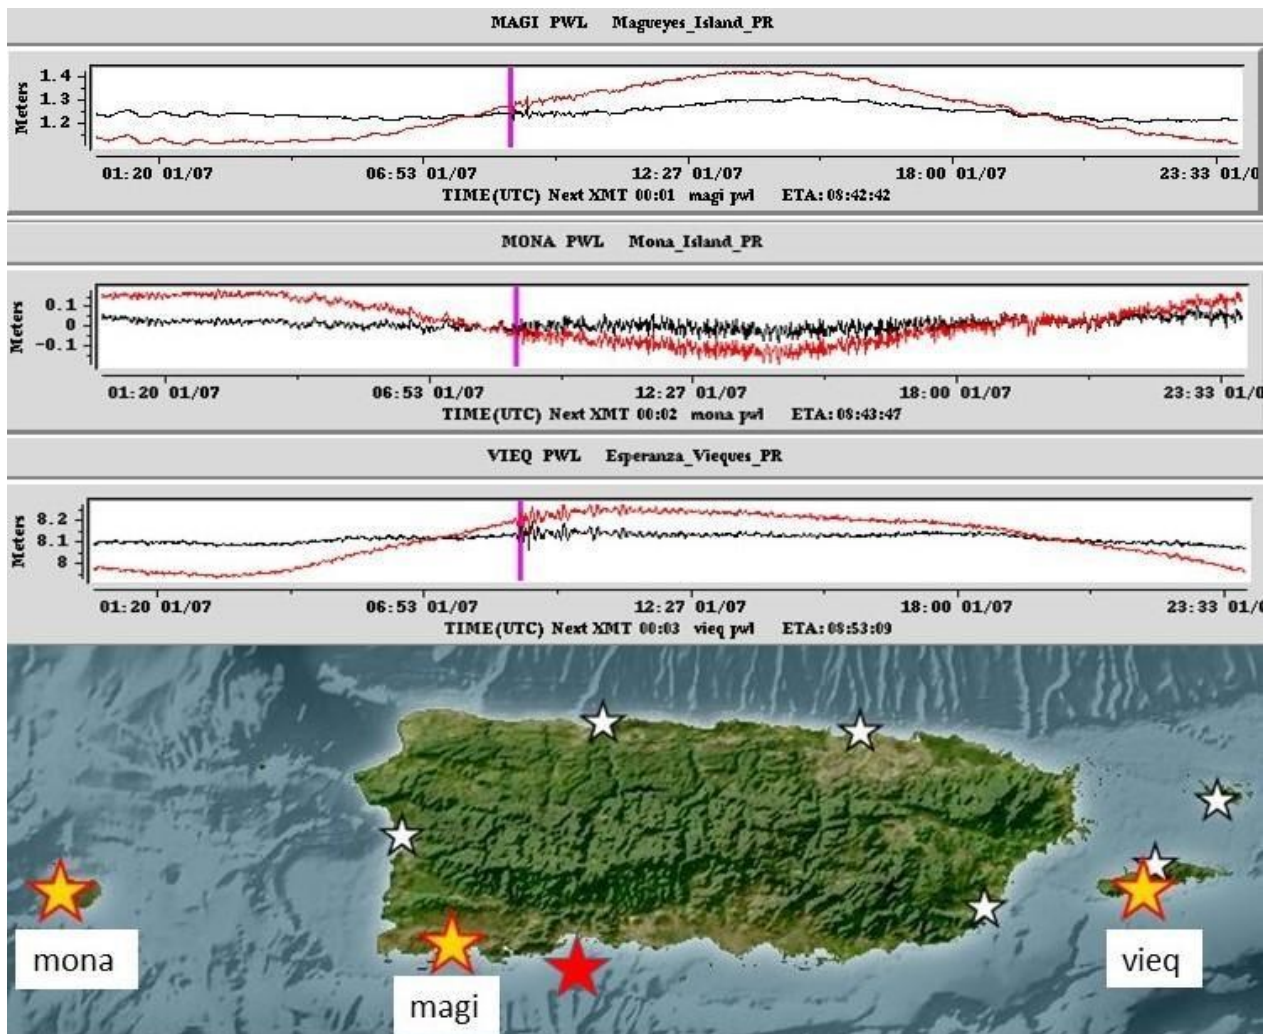 MAGI PWL Magueyes_Island_PR
Meters
1.4
1.3
1.2
01:20 01/07 06:53 01/07 12:27 01/07 18:00 01/07 23:33 01/0
TIME(UTC) Next XMT 00:01 magi pwl ETA: 08:42:42
MONA PWL Mona_Island_PR
Meters
0.1
0
-0.1
01:20 01/07 06:53 01/07 12:27 01/07 18:00 01/07 23:33 01/0
TIME(UTC) Next XMT 00:02 mona pwl ETA: 08:43:47
VIEQ PWL Esperanza_Vieques_PR
Meters
8.2
8.1
8
01:20 01/07 06:53 01/07 12:27 01/07 18:00 01/07 23:33 01/0
TIME(UTC) Next XMT 00:03 vieq pwl ETA: 08:53:09
mona
magi
vieq